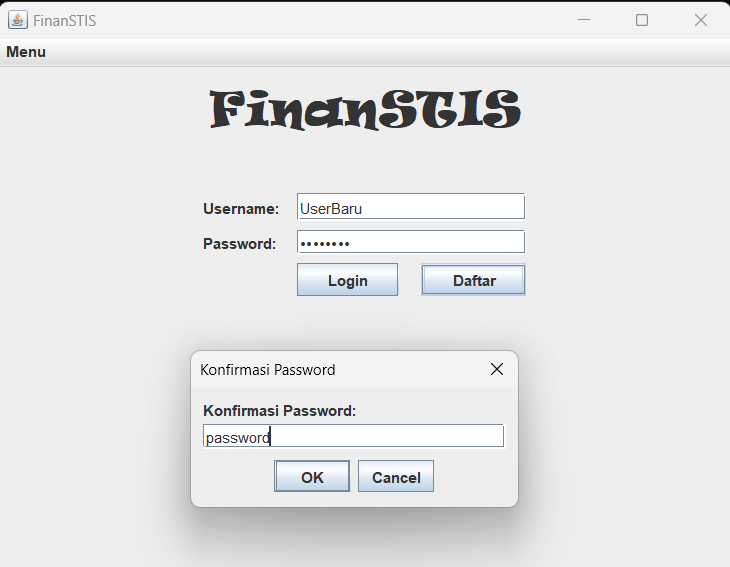 FinanSTIS
Menu
FinanSTIS
Username: UserBaru
Password: ••••••••
Login Daftar
Konfirmasi Password
Konfirmasi Password:
password
OK Cancel